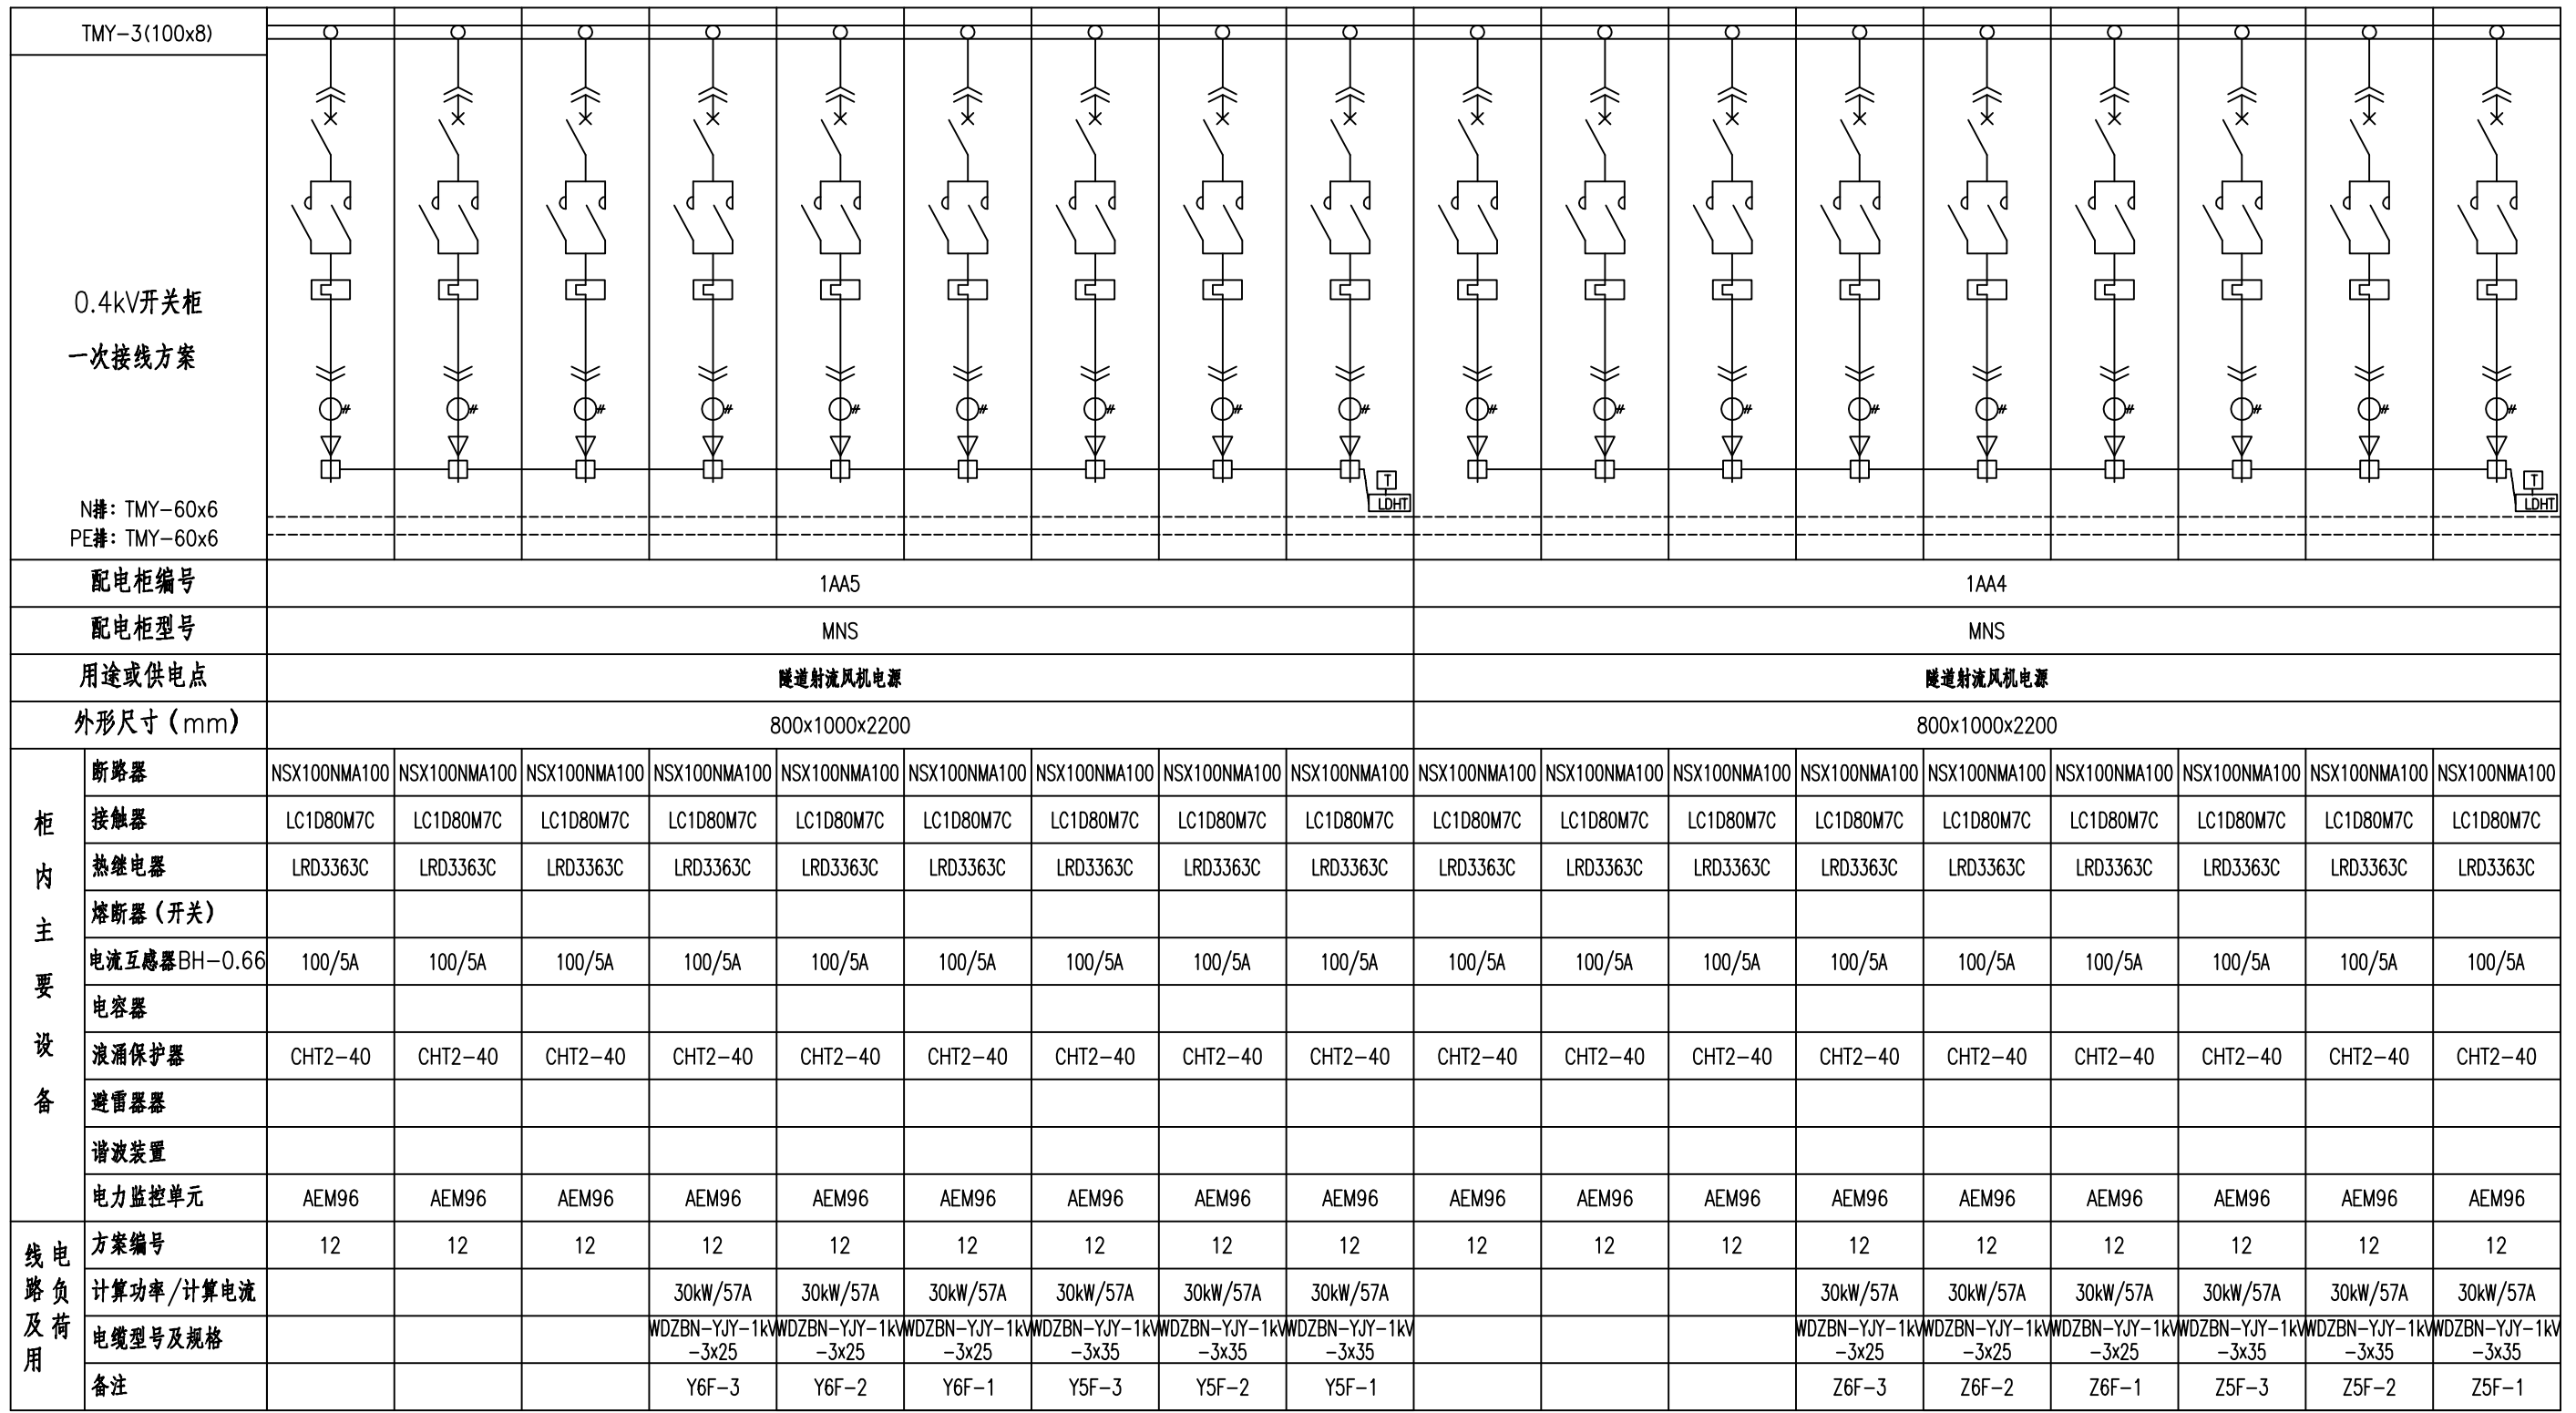 TMY-3(100x8)
0.4kV开关柜
一次接线方案
T
T
LDHT
LDHT
N排: TMY-60x6
PE排: TMY-60x6
配电柜编号 1AA5 1AA4
配电柜型号 MNS MNS
用途或供电点 隧道射流风机电源 隧道射流风机电源
外形尺寸(mm) 800x1000x2200 800x1000x2200
柜内主要设备
断路器 NSX100NMA100 NSX100NMA100 NSX100NMA100 NSX100NMA100 NSX100NMA100 NSX100NMA100 NSX100NMA100 NSX100NMA100 NSX100NMA100 NSX100NMA100 NSX100NMA100 NSX100NMA100 NSX100NMA100 NSX100NMA100 NSX100NMA100 NSX100NMA100 NSX100NMA100 NSX100NMA100
接触器 LC1D80M7C LC1D80M7C LC1D80M7C LC1D80M7C LC1D80M7C LC1D80M7C LC1D80M7C LC1D80M7C LC1D80M7C LC1D80M7C LC1D80M7C LC1D80M7C LC1D80M7C LC1D80M7C LC1D80M7C LC1D80M7C LC1D80M7C LC1D80M7C
热继电器 LRD3363C LRD3363C LRD3363C LRD3363C LRD3363C LRD3363C LRD3363C LRD3363C LRD3363C LRD3363C LRD3363C LRD3363C LRD3363C LRD3363C LRD3363C LRD3363C LRD3363C LRD3363C
熔断器(开关)
电流互感器BH-0.66 100/5A 100/5A 100/5A 100/5A 100/5A 100/5A 100/5A 100/5A 100/5A 100/5A 100/5A 100/5A 100/5A 100/5A 100/5A 100/5A 100/5A 100/5A
电容器
浪涌保护器 CHT2-40 CHT2-40 CHT2-40 CHT2-40 CHT2-40 CHT2-40 CHT2-40 CHT2-40 CHT2-40 CHT2-40 CHT2-40 CHT2-40 CHT2-40 CHT2-40 CHT2-40 CHT2-40 CHT2-40 CHT2-40
避雷器器
谐波装置
电力监控单元 AEM96 AEM96 AEM96 AEM96 AEM96 AEM96 AEM96 AEM96 AEM96 AEM96 AEM96 AEM96 AEM96 AEM96 AEM96 AEM96 AEM96 AEM96
线路及用
电负荷
方案编号 12 12 12 12 12 12 12 12 12 12 12 12 12 12 12 12 12 12
计算功率/计算电流 30kW/57A 30kW/57A 30kW/57A 30kW/57A 30kW/57A 30kW/57A 30kW/57A 30kW/57A 30kW/57A 30kW/57A 30kW/57A 30kW/57A
电缆型号及规格 WDZBN-YJY-1kV WDZBN-YJY-1kV WDZBN-YJY-1kV WDZBN-YJY-1kV WDZBN-YJY-1kV WDZBN-YJY-1kV WDZBN-YJY-1kV WDZBN-YJY-1kV WDZBN-YJY-1kV WDZBN-YJY-1kV WDZBN-YJY-1kV WDZBN-YJY-1kV
-3x25 -3x25 -3x25 -3x35 -3x35 -3x35 -3x25 -3x25 -3x25 -3x35 -3x35 -3x35
备注 Y6F-3 Y6F-2 Y6F-1 Y5F-3 Y5F-2 Y5F-1 Z6F-3 Z6F-2 Z6F-1 Z5F-3 Z5F-2 Z5F-1